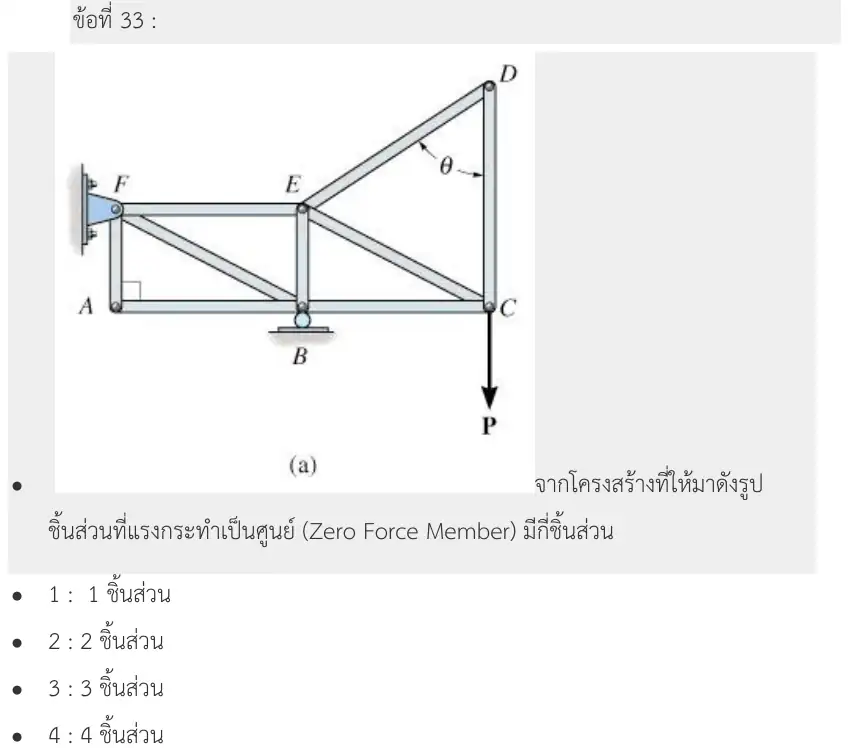 ข้อที่ 33 :
D
θ
F
E
A
C
B
P
(a)
จากโครงสร้างที่ให้มาดังรูป
ชิ้นส่วนที่แรงกระทำเป็นศูนย์ (Zero Force Member) มีกี่ชิ้นส่วน
1 : 1 ชิ้นส่วน
2 : 2 ชิ้นส่วน
3 : 3 ชิ้นส่วน
4 : 4 ชิ้นส่วน